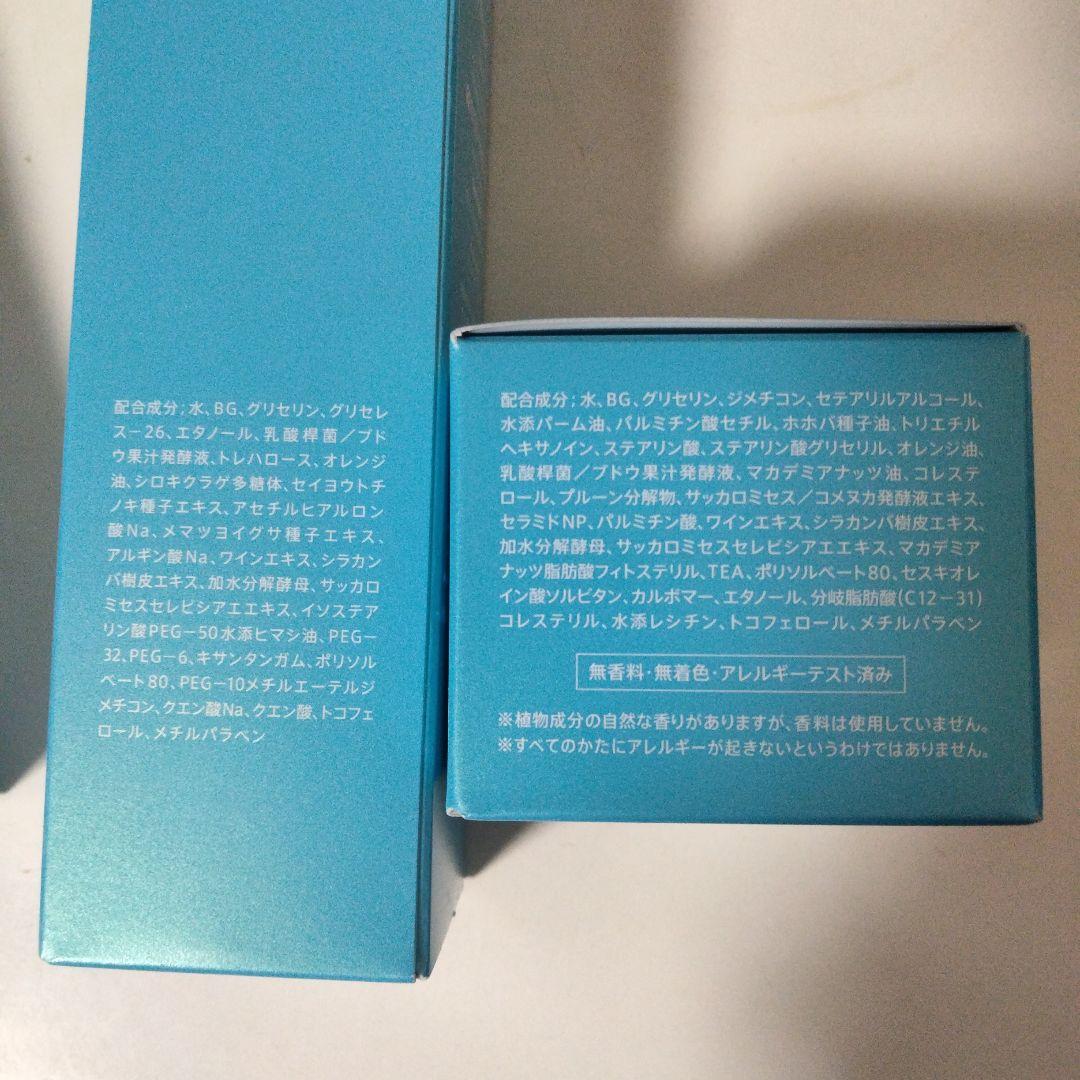 配合成分；水、BG、グリセリン、グリセレ
ス－26、エタノール、乳酸桿菌／ブド
ウ果汁発酵液、トレハロース、オレンジ
油、シロキクラゲ多糖体、セイヨウトチ
ノキ種子エキス、アセチルヒアルロン
酸Na、メマツヨイグサ種子エキス、
アルギン酸Na、ワインエキス、シラカン
バ樹皮エキス、加水分解酵母、サッカロ
ミセスセレビシアエエキス、イソステア
リン酸PEG－50水添ヒマシ油、PEG－
32、PEG－6、キサンタンガム、ポリソル
ベート80、PEG－10メチルエーテルジ
メチコン、クエン酸Na、クエン酸、トコフェ
ロール、メチルパラベン
配合成分；水、BG、グリセリン、ジメチコン、セテアリルアルコール、
水添パーム油、パルミチン酸セチル、ホホバ種子油、トリエチル
ヘキサノイン、ステアリン酸、ステアリン酸グリセリル、オレンジ油、
乳酸桿菌／ブドウ果汁発酵液、マカデミアナッツ油、コレステ
ロール、プルーン分解物、サッカロミセス／コメヌカ発酵液エキス、
セラミドNP、パルミチン酸、ワインエキス、シラカンバ樹皮エキス、
加水分解酵母、サッカロミセスセレビシアエエキス、マカデミア
ナッツ脂肪酸フィトステリル、TEA、ポリソルベート80、セスキオレ
イン酸ソルビタン、カルボマー、エタノール、分岐脂肪酸（C12－31）
コレステリル、水添レシチン、トコフェロール、メチルパラベン
無香料・無着色・アレルギーテスト済み
※植物成分の自然な香りがありますが、香料は使用していません。
※すべてのかたにアレルギーが起きないというわけではありません。